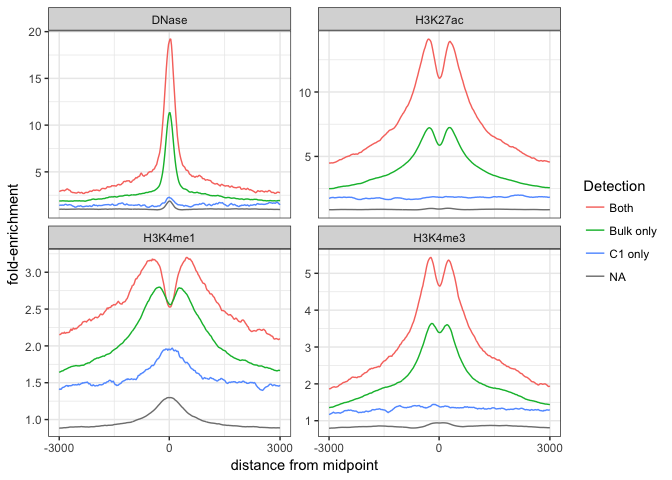 DNase
H3K27ac
20
15
10
5
10
5
H3K4me1
H3K4me3
3.0
2.5
2.0
1.5
1.0
5
4
3
2
1
-3000
0
3000
-3000
0
3000
distance from midpoint
fold-enrichment
Detection
Both
Bulk only
C1 only
NA